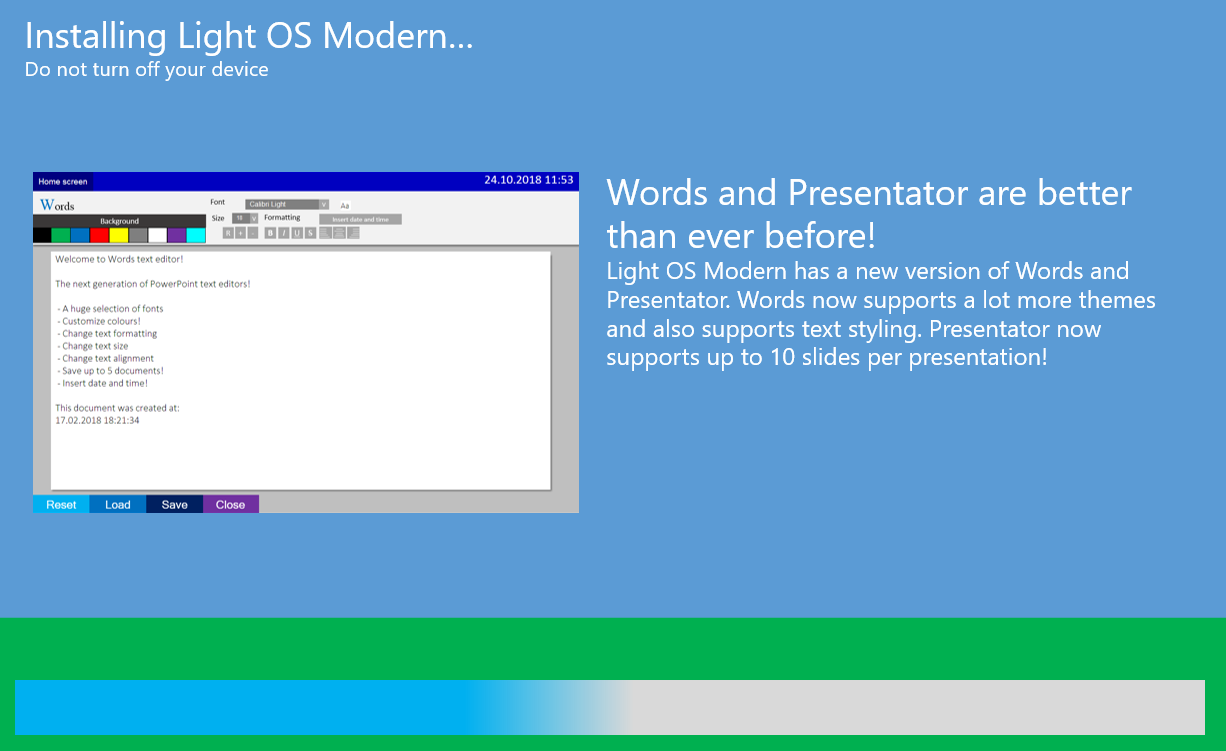 Installing Light OS Modern...
Do not turn off your device
Home screen
24.10.2018 11:53
Words
Background
Font
Calibri Light
Aa
Size
18
Formatting
Insert date and time
R + -
B I U S
Welcome to Words text editor!
The next generation of PowerPoint text editors!
- A huge selection of fonts
- Customize colours!
- Change text formatting
- Change text size
- Change text alignment
- Save up to 5 documents!
- Insert date and time!
This document was created at:
17.02.2018 18:21:34
Reset
Load
Save
Close
Words and Presentator are better
than ever before!
Light OS Modern has a new version of Words and
Presentator. Words now supports a lot more themes
and also supports text styling. Presentator now
supports up to 10 slides per presentation!